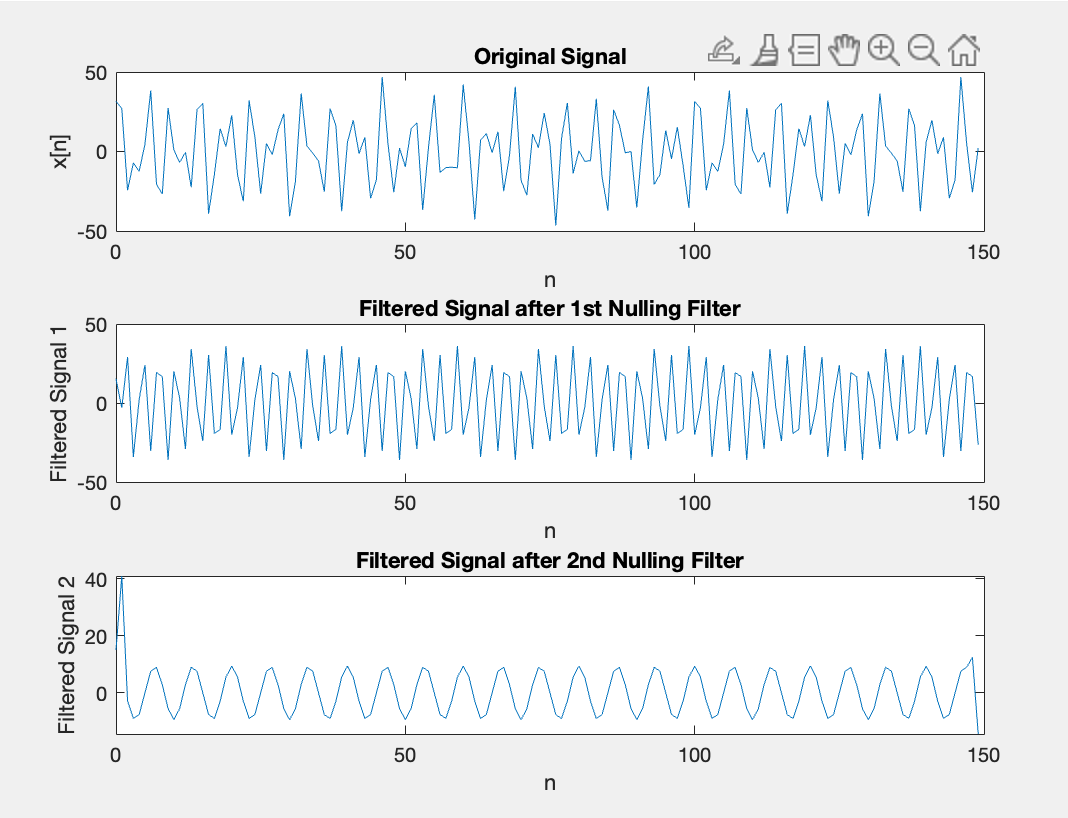 Original Signal
50
0
-50
x[n]
0 50 100 150
n
Filtered Signal after 1st Nulling Filter
50
0
-50
Filtered Signal 1
0 50 100 150
n
Filtered Signal after 2nd Nulling Filter
40
20
0
Filtered Signal 2
0 50 100 150
n